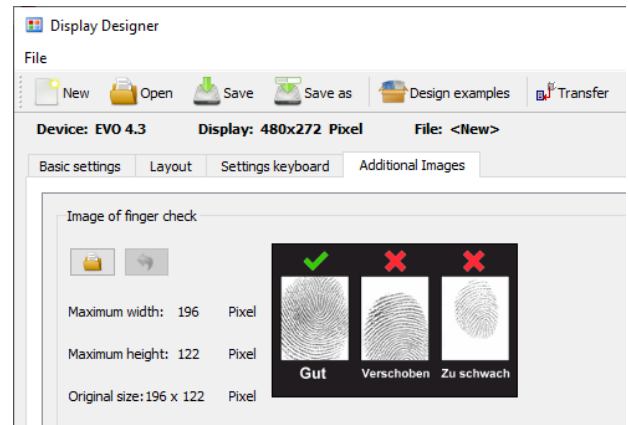 Display Designer
File
New Open Save Save as Design examples Transfer
Device: EVO 4.3 Display: 480x272 Pixel File: <New>
Basic settings Layout Settings keyboard Additional Images
Image of finger check
Maximum width: 196 Pixel
Maximum height: 122 Pixel
Original size: 196 x 122 Pixel
Gut Verschoben Zu schwach